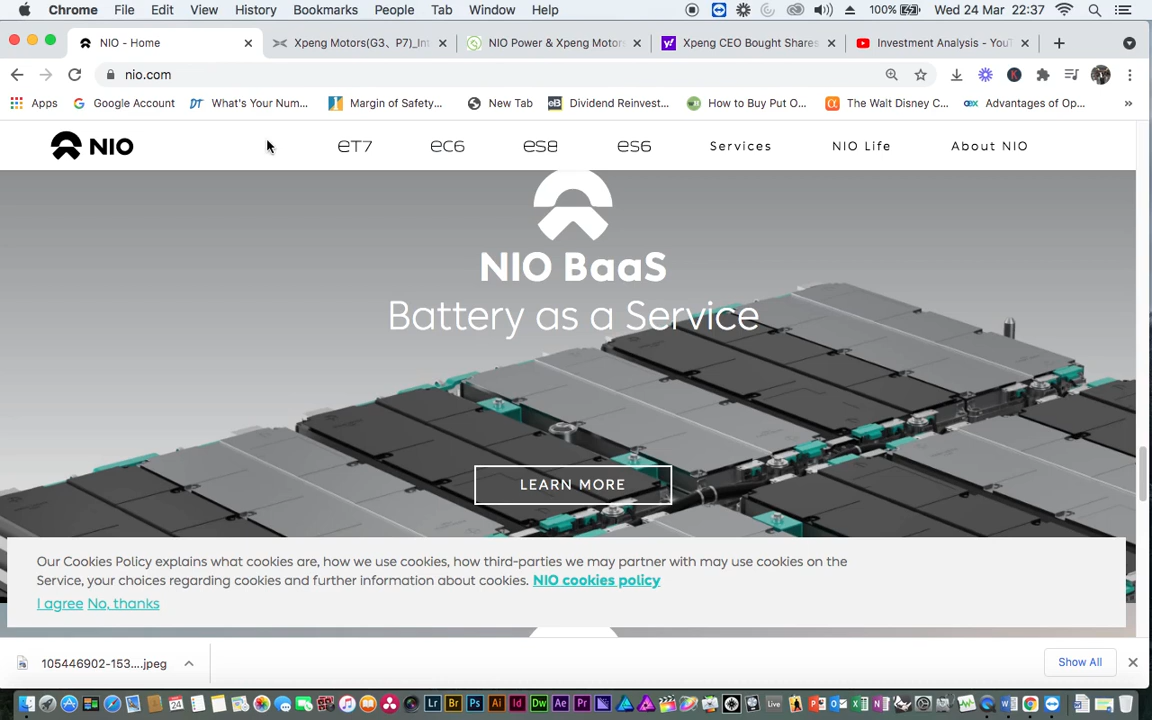 Chrome File Edit View History Bookmarks People Tab Window Help 100% Wed 24 Mar 22:37
NIO - Home Xpeng Motors(G3、P7)_Int NIO Power & Xpeng Motors Xpeng CEO Bought Shares Investment Analysis - YouT
nio.com
Apps Google Account What's Your Num... Margin of Safety... New Tab Dividend Reinvest... How to Buy Put O... The Walt Disney C... Advantages of Op... »
NIO eT7 eC6 eS8 eS6 Services NIO Life About NIO
NIO BaaS
Battery as a Service
LEARN MORE
Our Cookies Policy explains what cookies are, how we use cookies, how third-parties we may partner with may use cookies on the
Service, your choices regarding cookies and further information about cookies. NIO cookies policy
I agree No, thanks
105446902-153....jpeg Show All